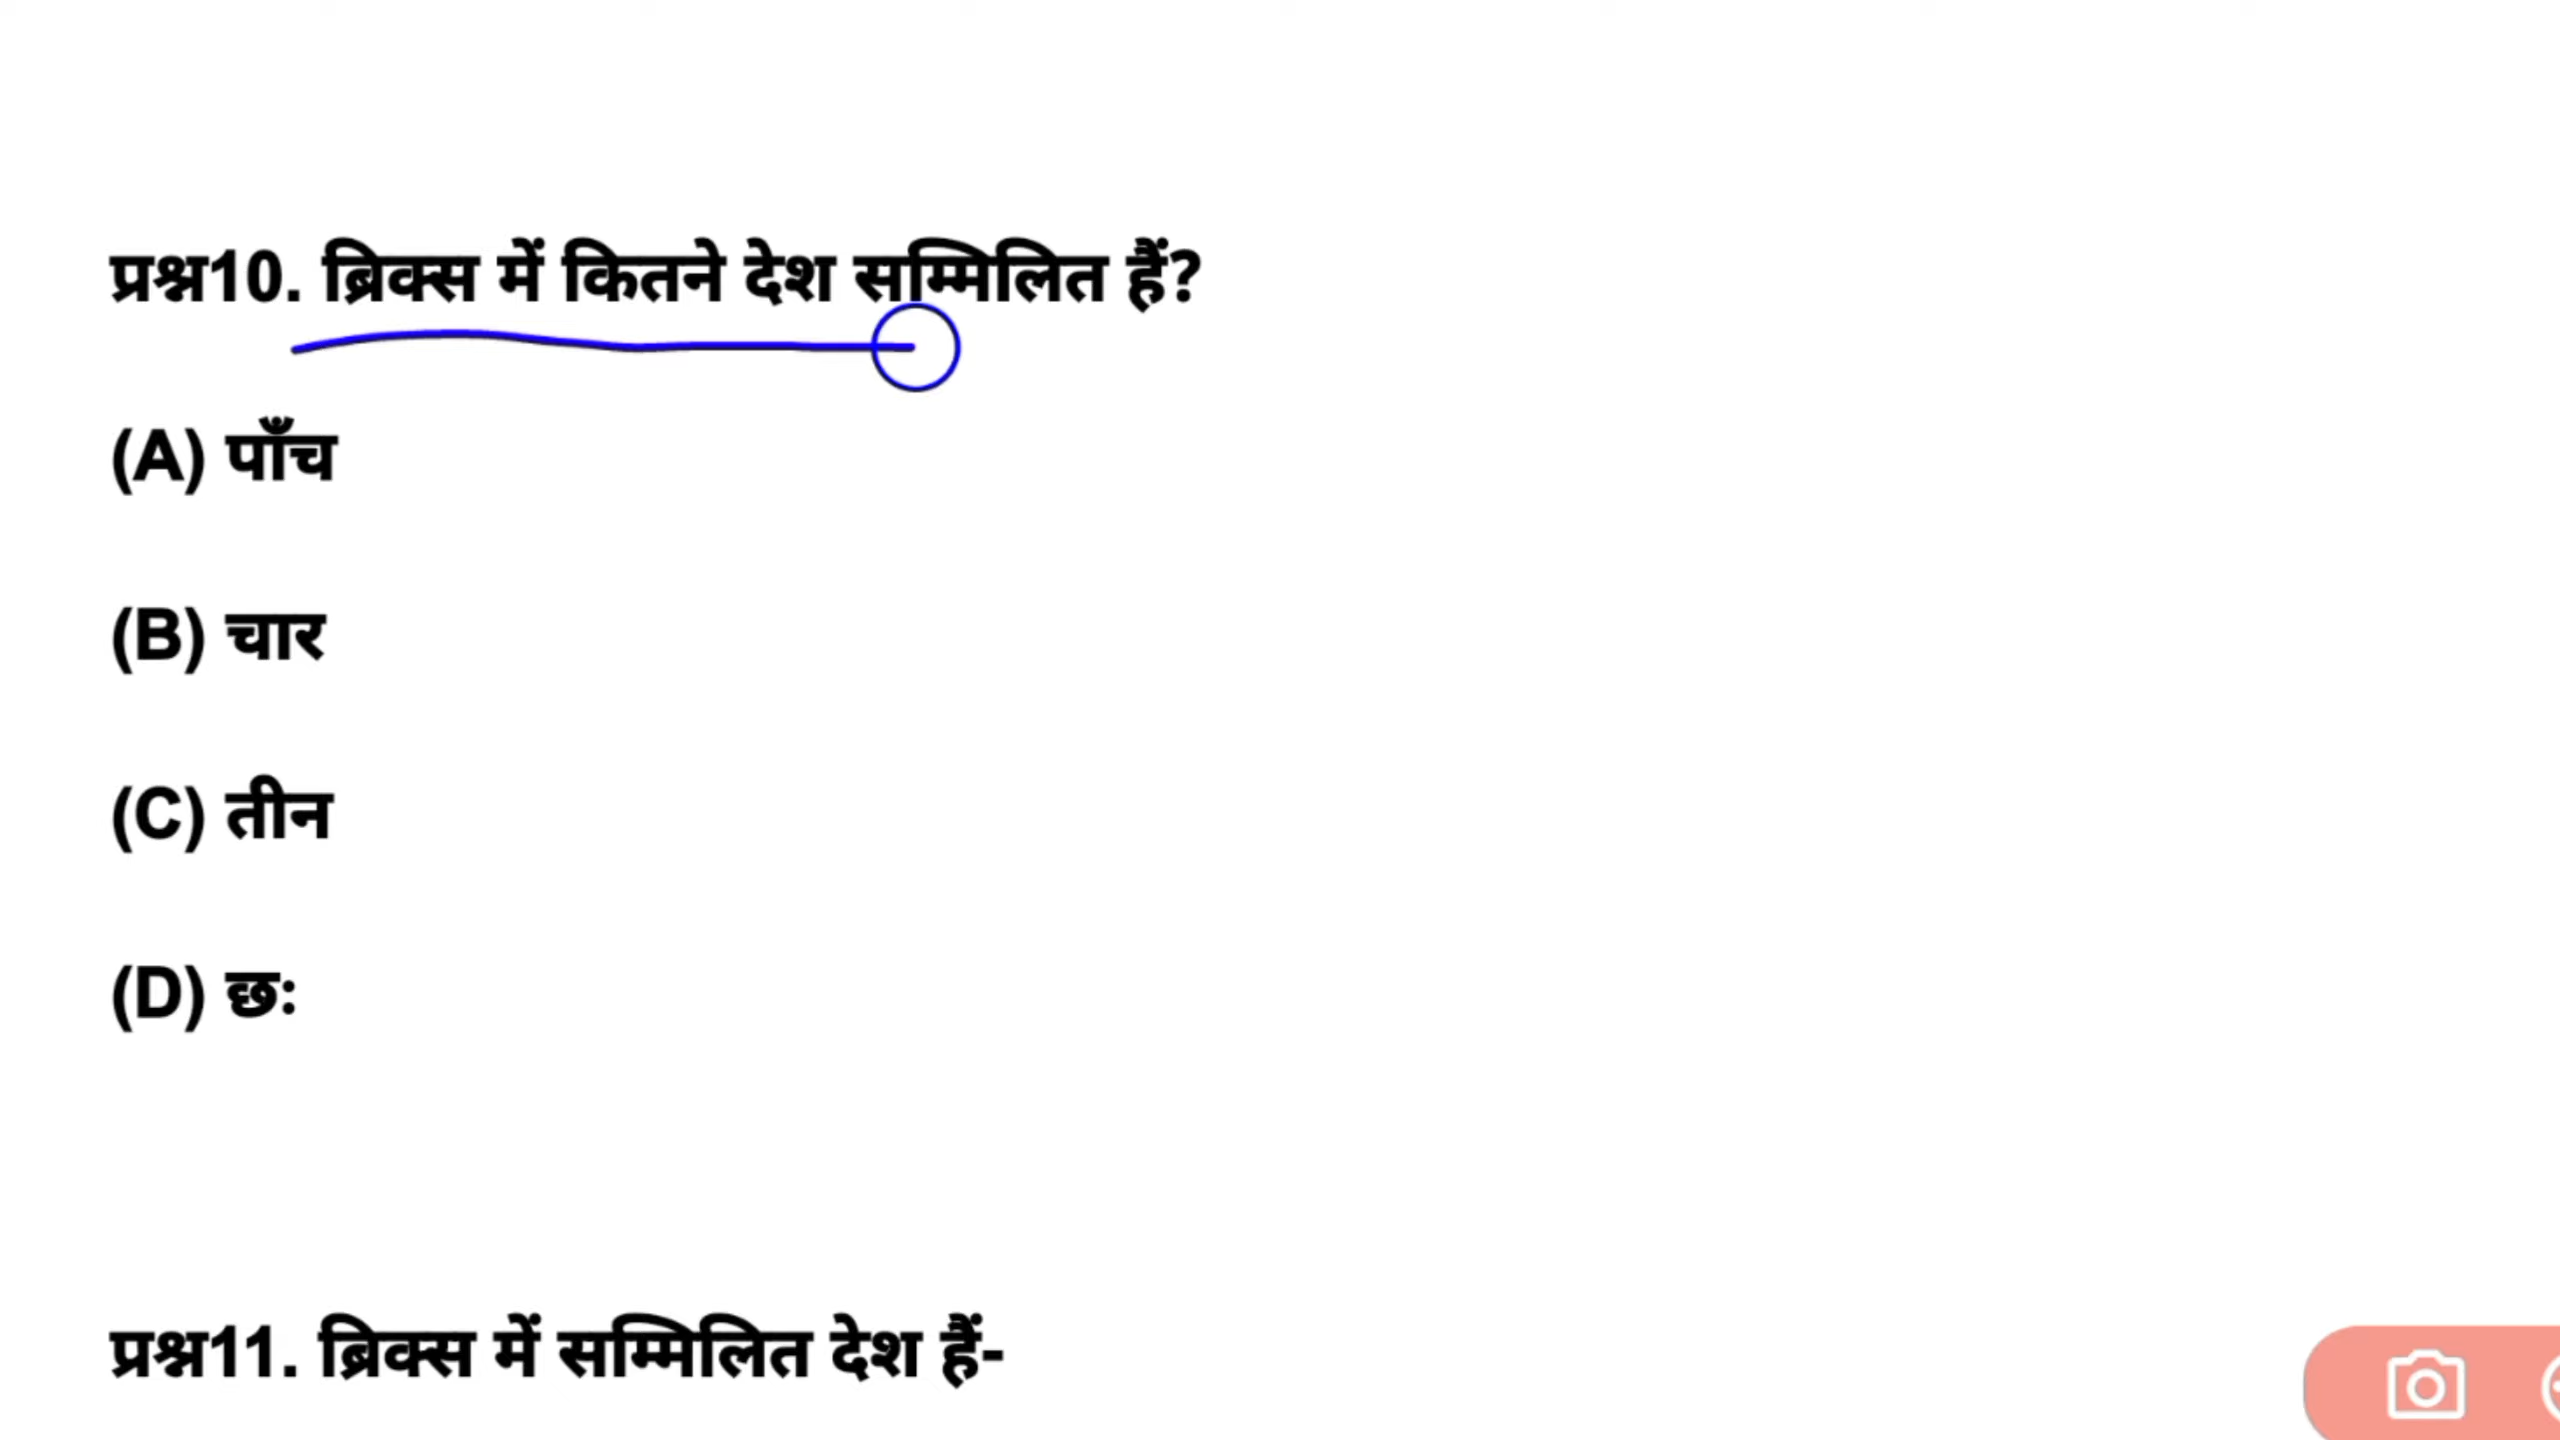 प्रश्न10. ब्रिक्स में कितने देश सम्मिलित हैं?
(A) पाँच
(B) चार
(C) तीन
(D) छः
प्रश्न11. ब्रिक्स में सम्मिलित देश हैं-